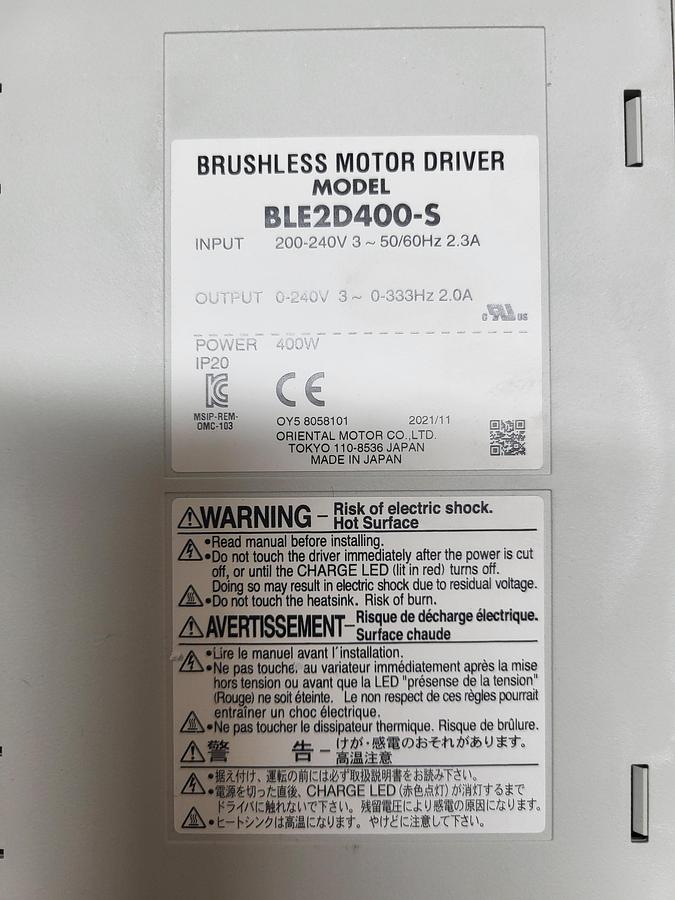 BRUSHLESS MOTOR DRIVER
MODEL
BLE2D400-S
INPUT 200-240V 3~ 50/60Hz 2.3A
OUTPUT 0-240V 3~ 0-333Hz 2.0A
c RU us
POWER 400W
IP20
MSIP-REM-
OMC-103
CE
OY5 8058101 2021/11
ORIENTAL MOTOR CO.,LTD.
TOKYO 110-8536 JAPAN
MADE IN JAPAN
WARNING – Risk of electric shock.
Hot Surface
•Read manual before installing.
•Do not touch the driver immediately after the power is cut
off, or until the CHARGE LED (lit in red) turns off.
Doing so may result in electric shock due to residual voltage.
•Do not touch the heatsink. Risk of burn.
AVERTISSEMENT–Risque de décharge électrique.
Surface chaude
•Lire le manuel avant l'installation.
•Ne pas touche, au variateur immédiatement après la mise
hors tension ou avant que la LED "présense de la tension"
(Rouge) ne soit éteinte. Le non respect de ces règles pourrait
entraîner un choc électrique.
•Ne pas toucher le dissipateur thermique. Risque de brûlure.
警 告 – けが・感電のおそれがあります。
高温注意
•据え付け、運転の前には必ず取扱説明書をお読み下さい。
•電源を切った直後、CHARGE LED (赤色点灯) が消灯するまで
ドライバに触れないで下さい。残留電圧により感電の原因になります。
•ヒートシンクは高温になります。やけどに注意して下さい。